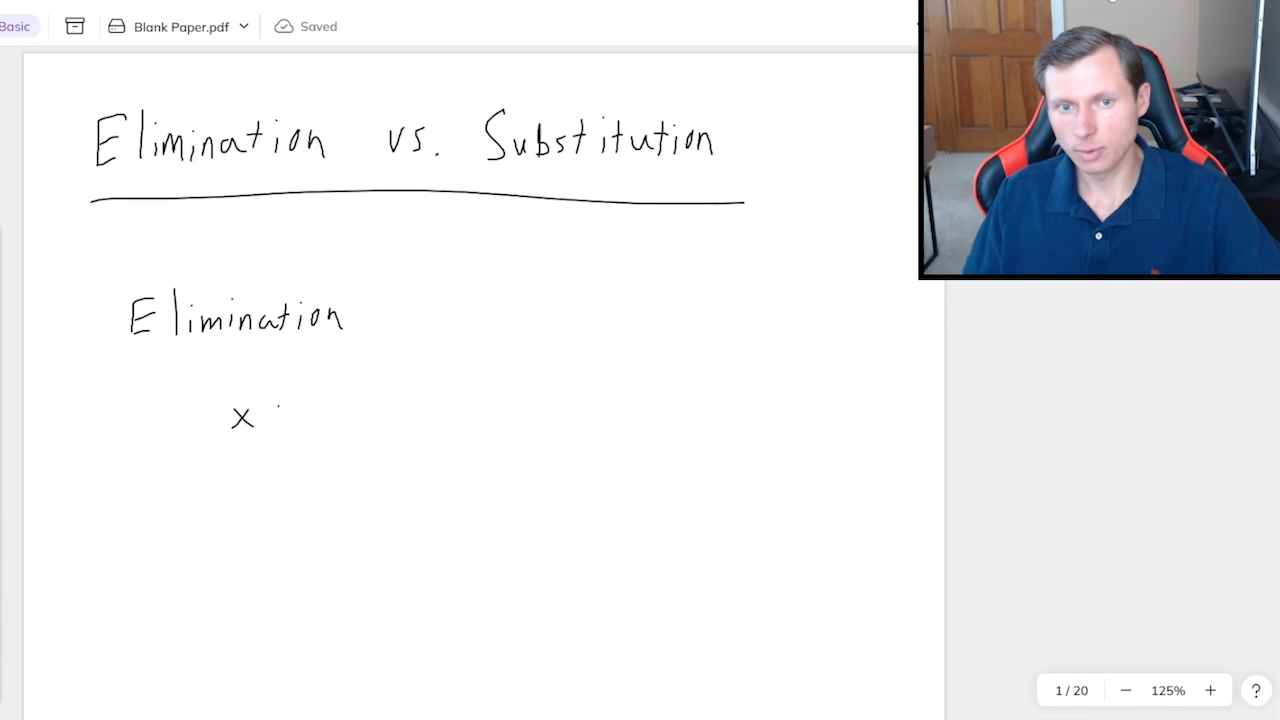 Basic Blank Paper.pdf Saved
Elimination vs. Substitution
Elimination
x
1 / 20 − 125% + ?